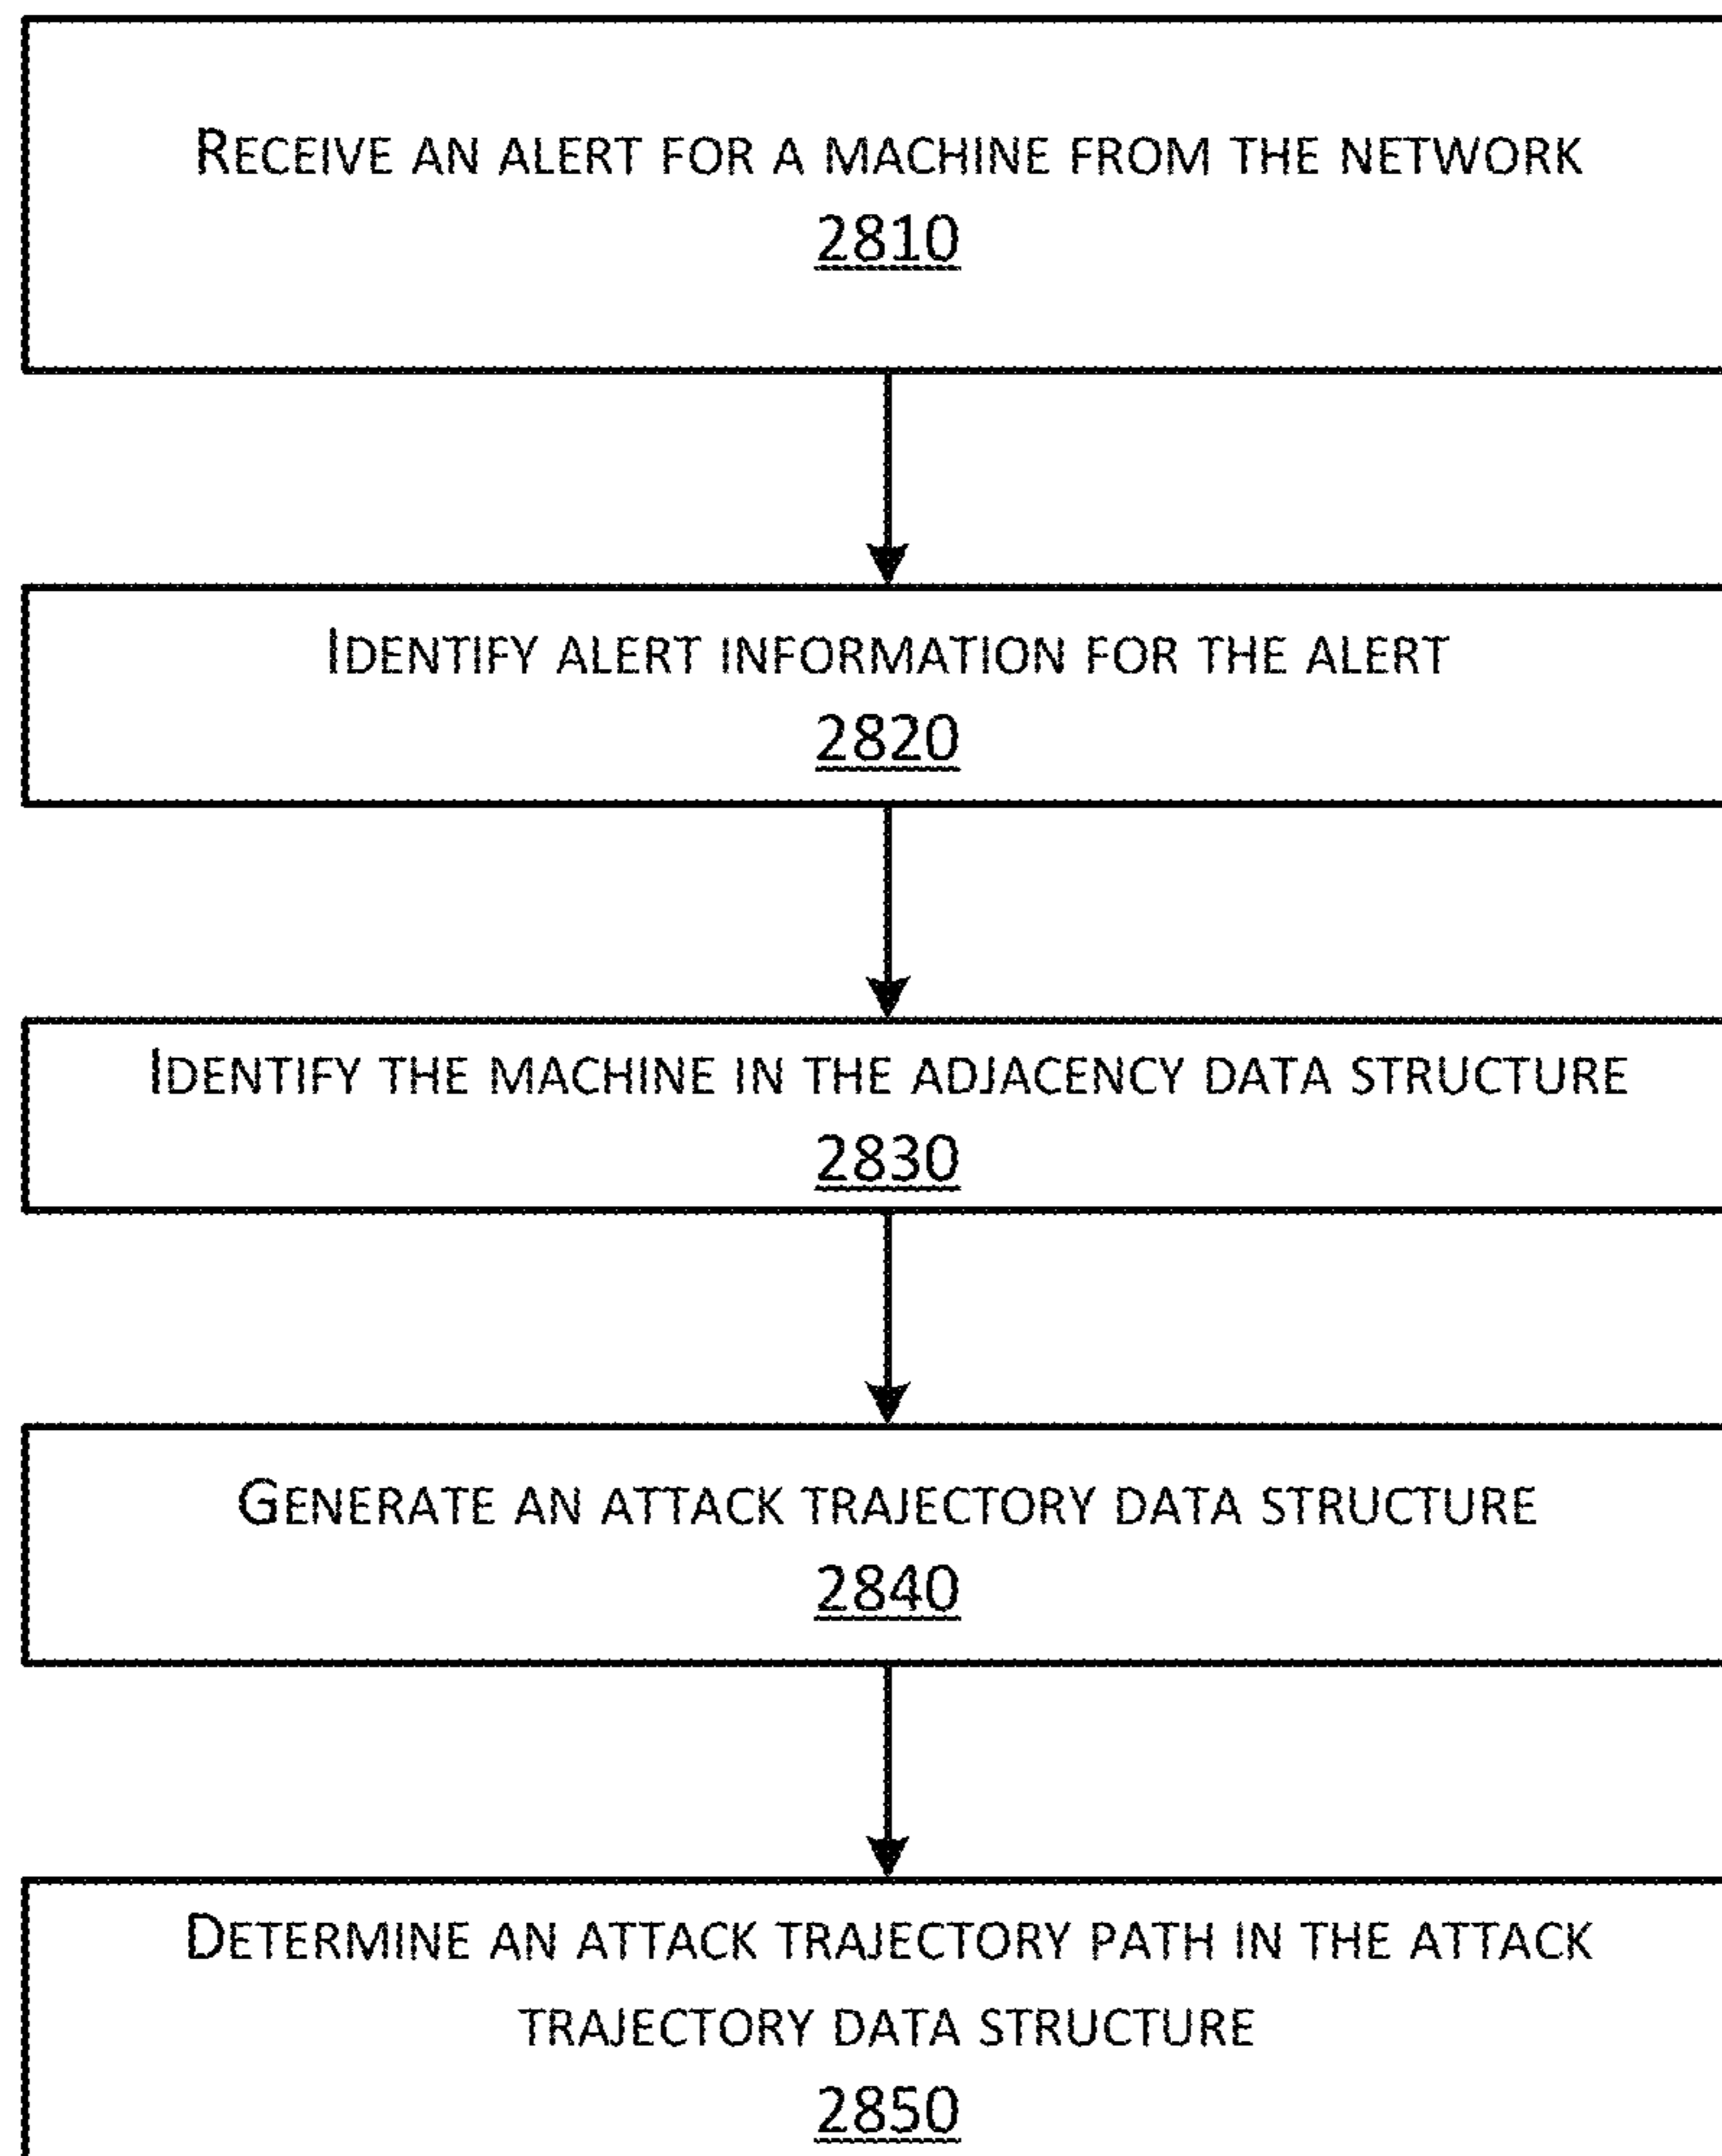 RECEIVE AN ALERT FOR A MACHINE FROM THE NETWORK
2810
IDENTIFY ALERT INFORMATION FOR THE ALERT
2820
IDENTIFY THE MACHINE IN THE ADJACENCY DATA STRUCTURE
2830
GENERATE AN ATTACK TRAJECTORY DATA STRUCTURE
2840
DETERMINE AN ATTACK TRAJECTORY PATH IN THE ATTACK
TRAJECTORY DATA STRUCTURE
2850